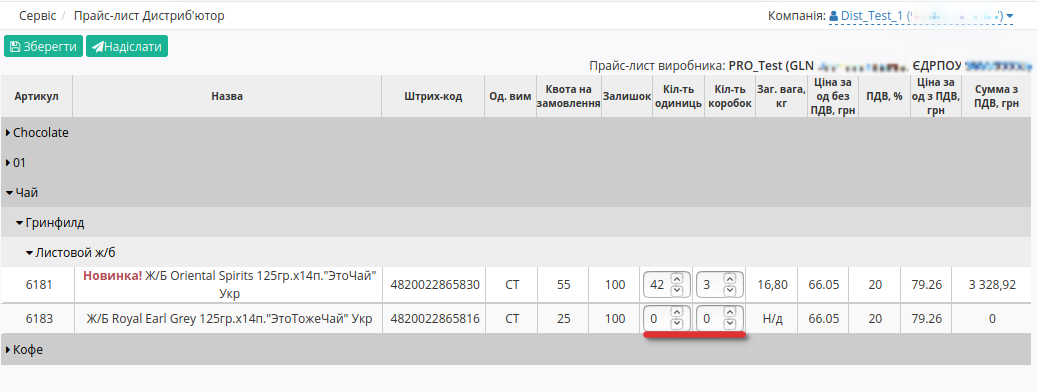 Сервіс / Прайс-лист Дистриб'ютор
Компанія: Dist_Test_1 (
Зберегти Надіслати
Прайс-лист виробника: PRO_Test (GLN ЄДРПОУ
Артикул Назва Штрих-код Од. вим Квота на замовлення Залишок Кіл-ть одиниць Кіл-ть коробок Заг. вага, кг Ціна за од без ПДВ, грн ПДВ, % Ціна за од з ПДВ, грн Сумма з ПДВ, грн
Chocolate
01
Чай
Гринфилд
Листовой ж/б
6181 Новинка! Ж/Б Oriental Spirits 125гр.х14п."ЭтоЧай" Укр 4820022865830 СТ 55 100 42 3 16,80 66.05 20 79.26 3 328,92
6183 Ж/Б Royal Earl Grey 125гр.х14п."ЭтоТожеЧай" Укр 4820022865816 СТ 25 100 0 0 Н/д 66.05 20 79.26 0
Кофе